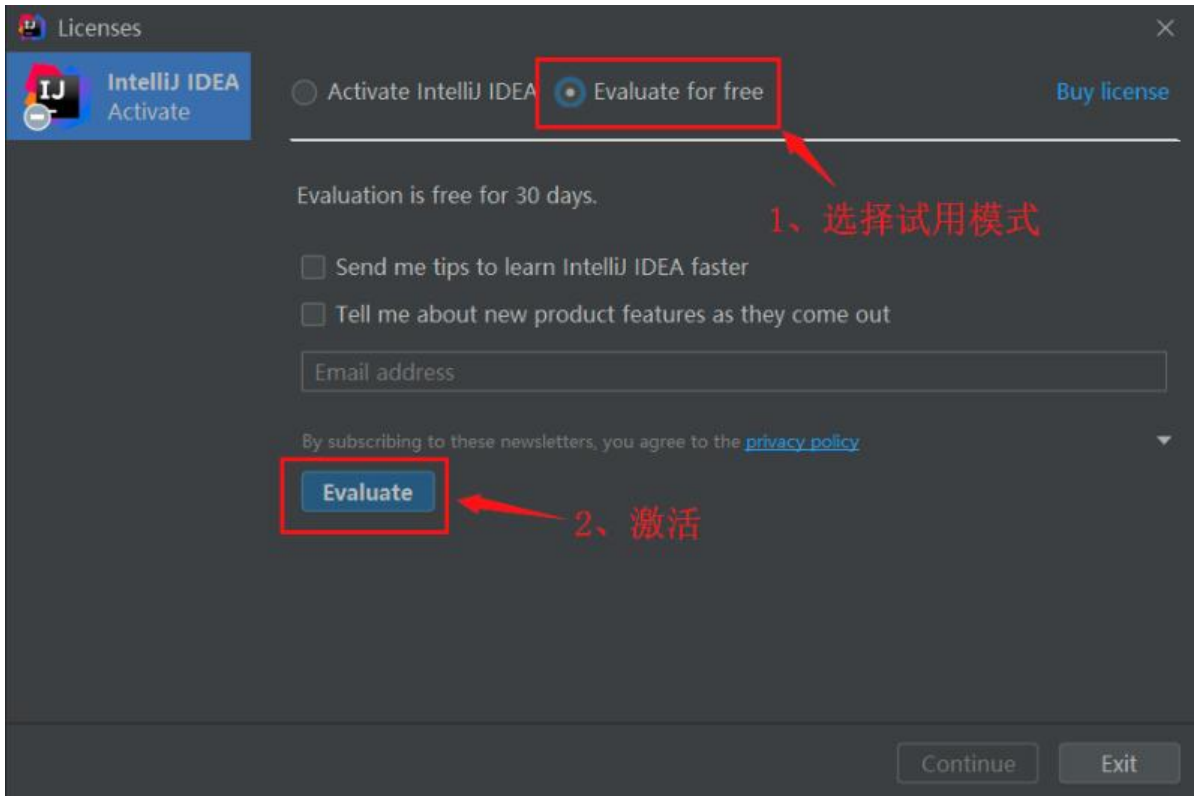 Licenses
IntelliJ IDEA
Activate
Activate IntelliJ IDEA
Evaluate for free
Buy license
Evaluation is free for 30 days.
1、选择试用模式
Send me tips to learn IntelliJ IDEA faster
Tell me about new product features as they come out
Email address
By subscribing to these newsletters, you agree to the privacy policy
Evaluate
2、激活
Continue
Exit